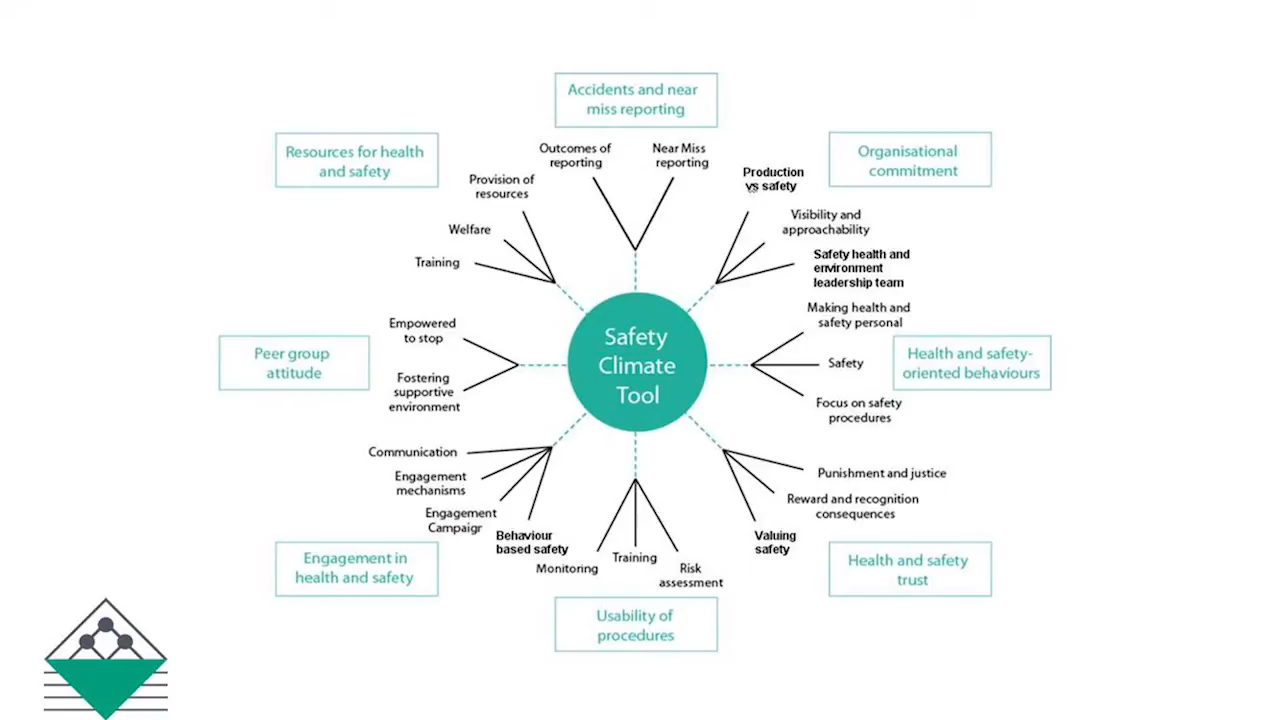 Accidents and near
miss reporting
Outcomes of
reporting
Near Miss
reporting
Resources for health
and safety
Provision of
resources
Welfare
Training
Organisational
commitment
Production
vs safety
Visibility and
approachability
Safety health and
environment
leadership team
Peer group
attitude
Empowered
to stop
Fostering
supportive
environment
Safety
Climate
Tool
Making health and
safety personal
Safety
Focus on safety
procedures
Health and safety-
oriented behaviours
Communication
Engagement
mechanisms
Engagement
Campaigr
Behaviour
based safety
Engagement in
health and safety
Monitoring
Training
Risk
assessment
Usability of
procedures
Punishment and justice
Reward and recognition
consequences
Valuing
safety
Health and safety
trust